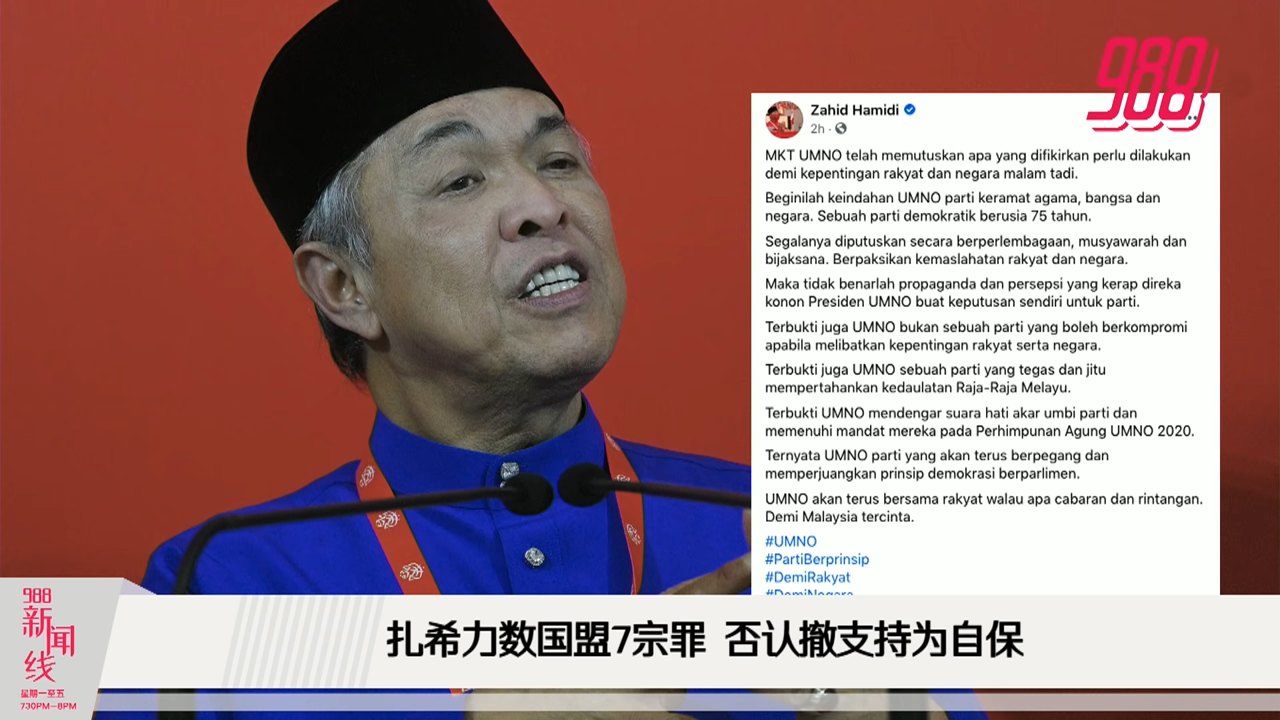 988
Zahid Hamidi
2h ·
MKT UMNO telah memutuskan apa yang difikirkan perlu dilakukan
demi kepentingan rakyat dan negara malam tadi.
Beginilah keindahan UMNO parti keramat agama, bangsa dan
negara. Sebuah parti demokratik berusia 75 tahun.
Segalanya diputuskan secara berperlembagaan, musyawarah dan
bijaksana. Berpaksikan kemaslahatan rakyat dan negara.
Maka tidak benarlah propaganda dan persepsi yang kerap direka
konon Presiden UMNO buat keputusan sendiri untuk parti.
Terbukti juga UMNO bukan sebuah parti yang boleh berkompromi
apabila melibatkan kepentingan rakyat serta negara.
Terbukti juga UMNO sebuah parti yang tegas dan jitu
mempertahankan kedaulatan Raja-Raja Melayu.
Terbukti UMNO mendengar suara hati akar umbi parti dan
memenuhi mandat mereka pada Perhimpunan Agung UMNO 2020.
Ternyata UMNO parti yang akan terus berpegang dan
memperjuangkan prinsip demokrasi berparlimen.
UMNO akan terus bersama rakyat walau apa cabaran dan rintangan.
Demi Malaysia tercinta.
#UMNO
#PartiBerprinsip
#DemiRakyat
#DemiNegara
988
新闻线
星期一至五
730PM-8PM
扎希力数国盟7宗罪 否认撤支持为自保